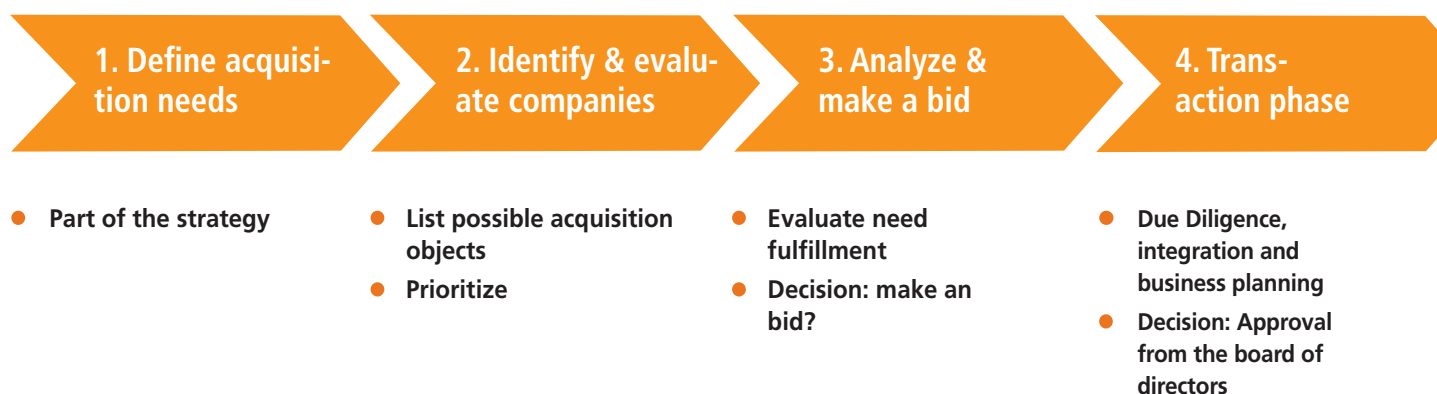 1. Define acquisi-
tion needs
2. Identify & evalu-
ate companies
3. Analyze &
make a bid
4. Trans-
action phase
Part of the strategy
List possible acquisition
objects
Prioritize
Evaluate need
fulfillment
Decision: make an
bid?
Due Diligence,
integration and
business planning
Decision: Approval
from the board of
directors